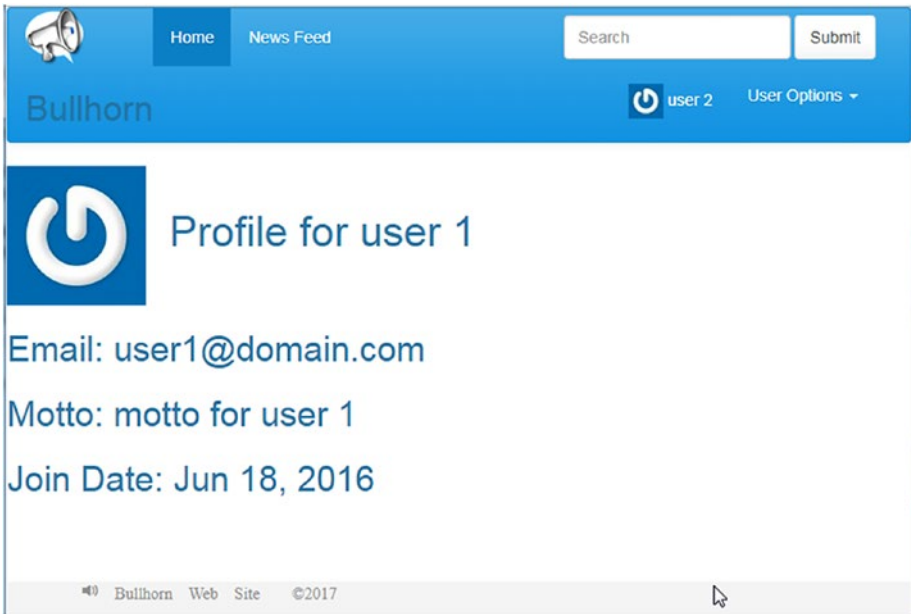 Home News Feed Search Submit
Bullhorn user 2 User Options
Profile for user 1
Email: user1@domain.com
Motto: motto for user 1
Join Date: Jun 18, 2016
Bullhorn Web Site ©2017